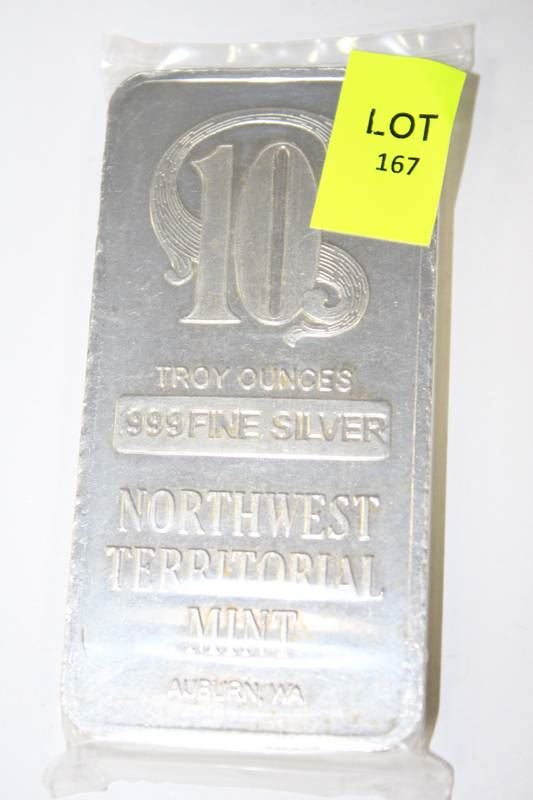 LOT
167
10
TROY OUNCES
.999 FINE SILVER
NORTHWEST
TERRITORIAL
MINT
AUBURN, WA